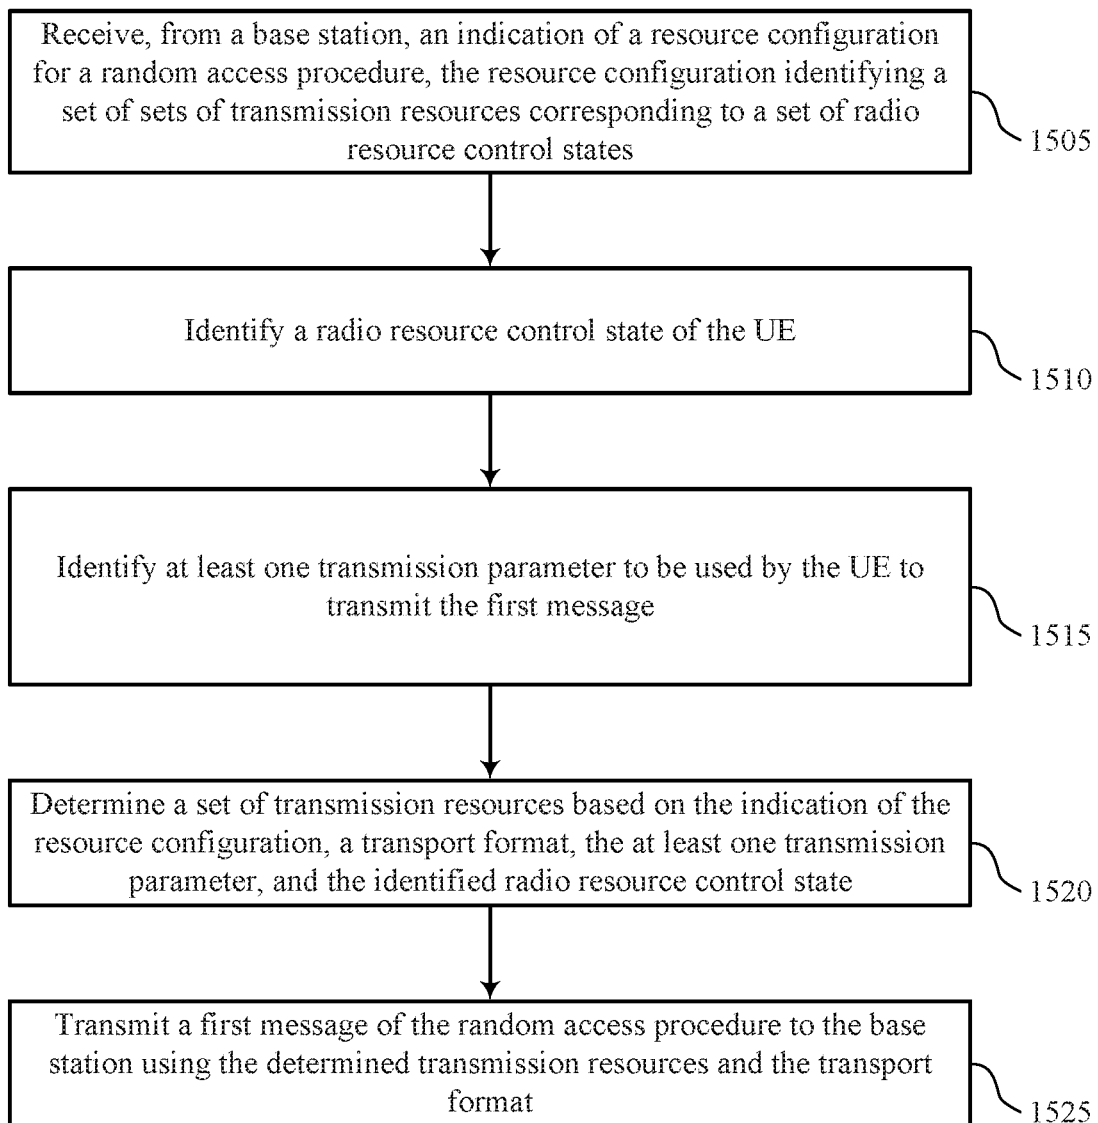 Receive, from a base station, an indication of a resource configuration
for a random access procedure, the resource configuration identifying a
set of sets of transmission resources corresponding to a set of radio
resource control states
1505
Identify a radio resource control state of the UE
1510
Identify at least one transmission parameter to be used by the UE to
transmit the first message
1515
Determine a set of transmission resources based on the indication of the
resource configuration, a transport format, the at least one transmission
parameter, and the identified radio resource control state
1520
Transmit a first message of the random access procedure to the base
station using the determined transmission resources and the transport
format
1525